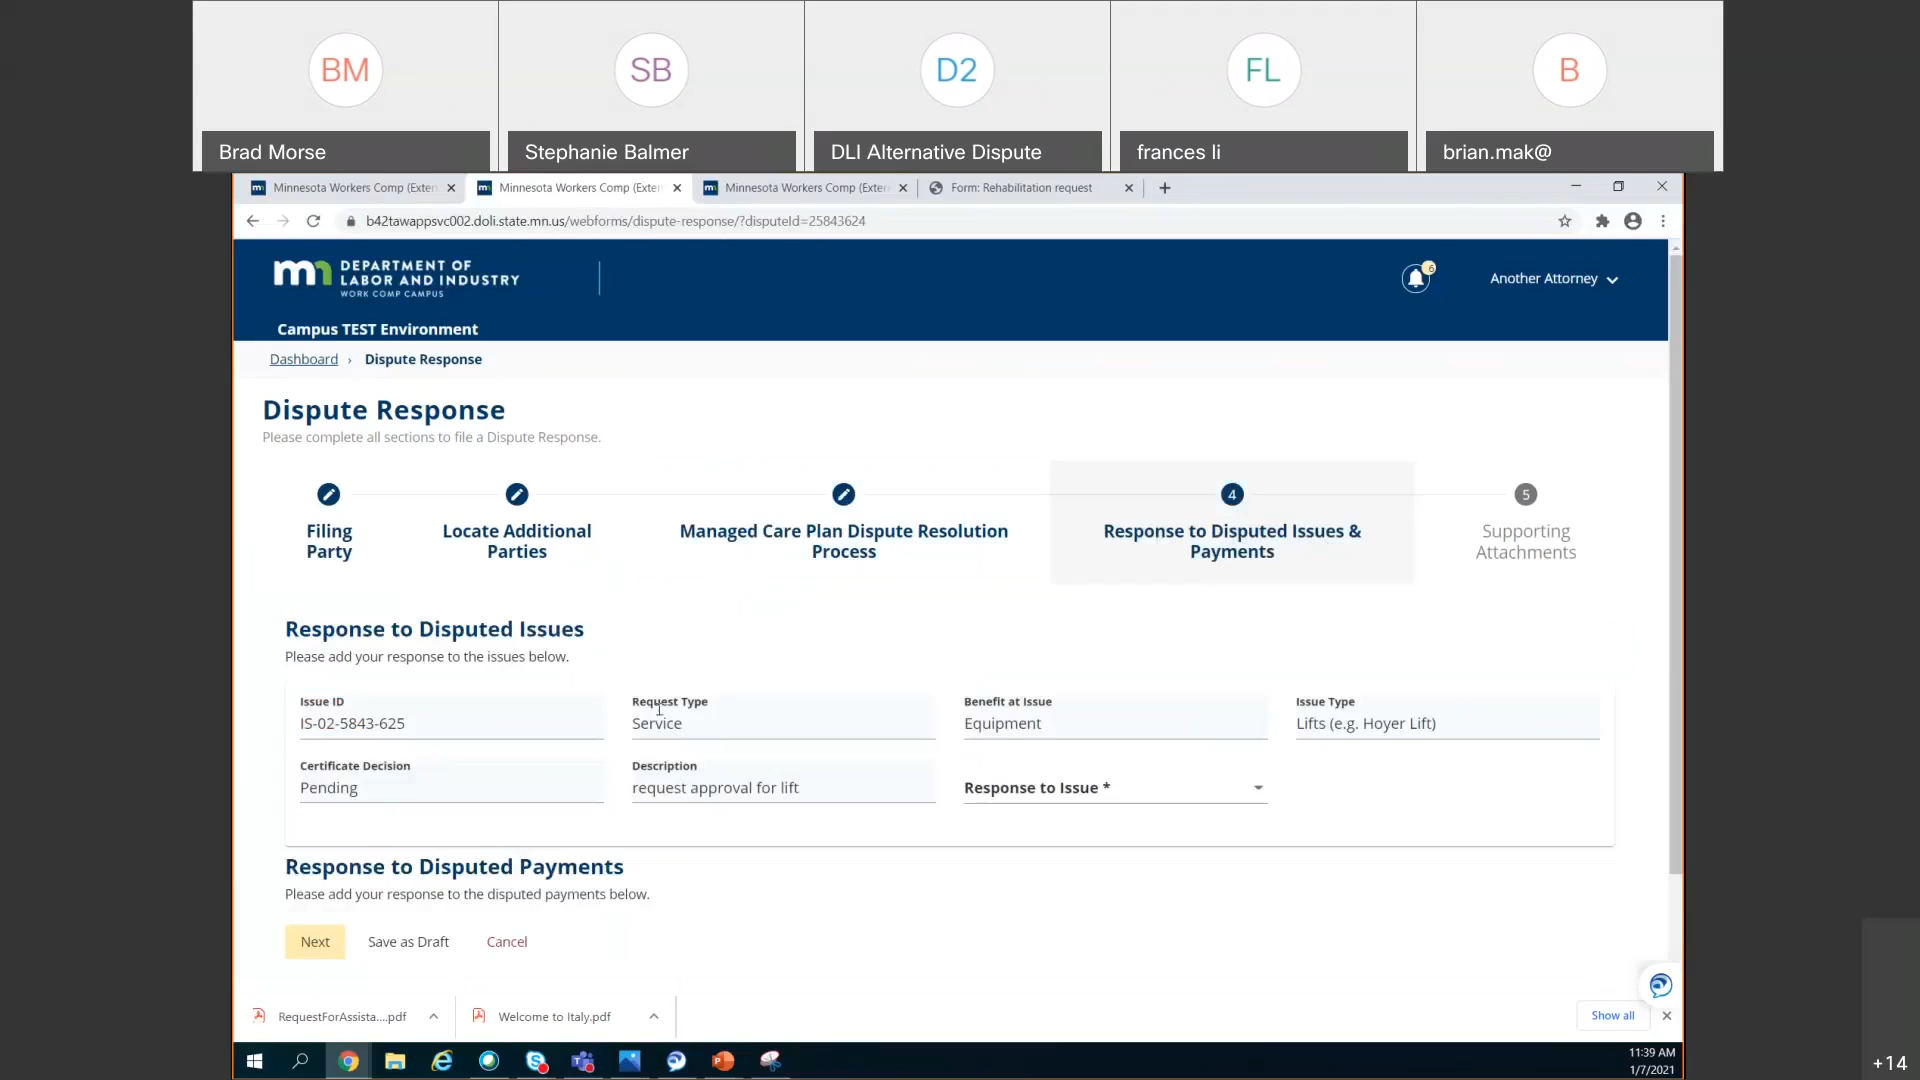 BM
SB
D2
FL
B
Brad Morse
Stephanie Balmer
DLI Alternative Dispute
frances li
brian.mak@
Minnesota Workers Comp (Exter
Minnesota Workers Comp (Exter
Minnesota Workers Comp (Exter
Form: Rehabilitation request
b42tawappsvc002.doli.state.mn.us/webforms/dispute-response/?disputeId=25843624
mn DEPARTMENT OF
LABOR AND INDUSTRY
WORK COMP CAMPUS
6
Another Attorney
Campus TEST Environment
Dashboard › Dispute Response
Dispute Response
Please complete all sections to file a Dispute Response.
4
5
Filing
Party
Locate Additional
Parties
Managed Care Plan Dispute Resolution
Process
Response to Disputed Issues &
Payments
Supporting
Attachments
Response to Disputed Issues
Please add your response to the issues below.
Issue ID
IS-02-5843-625
Request Type
Service
Benefit at Issue
Equipment
Issue Type
Lifts (e.g. Hoyer Lift)
Certificate Decision
Pending
Description
request approval for lift
Response to Issue *
Response to Disputed Payments
Please add your response to the disputed payments below.
Next
Save as Draft
Cancel
RequestForAssista....pdf
Welcome to Italy.pdf
Show all
11:39 AM
1/7/2021
+14